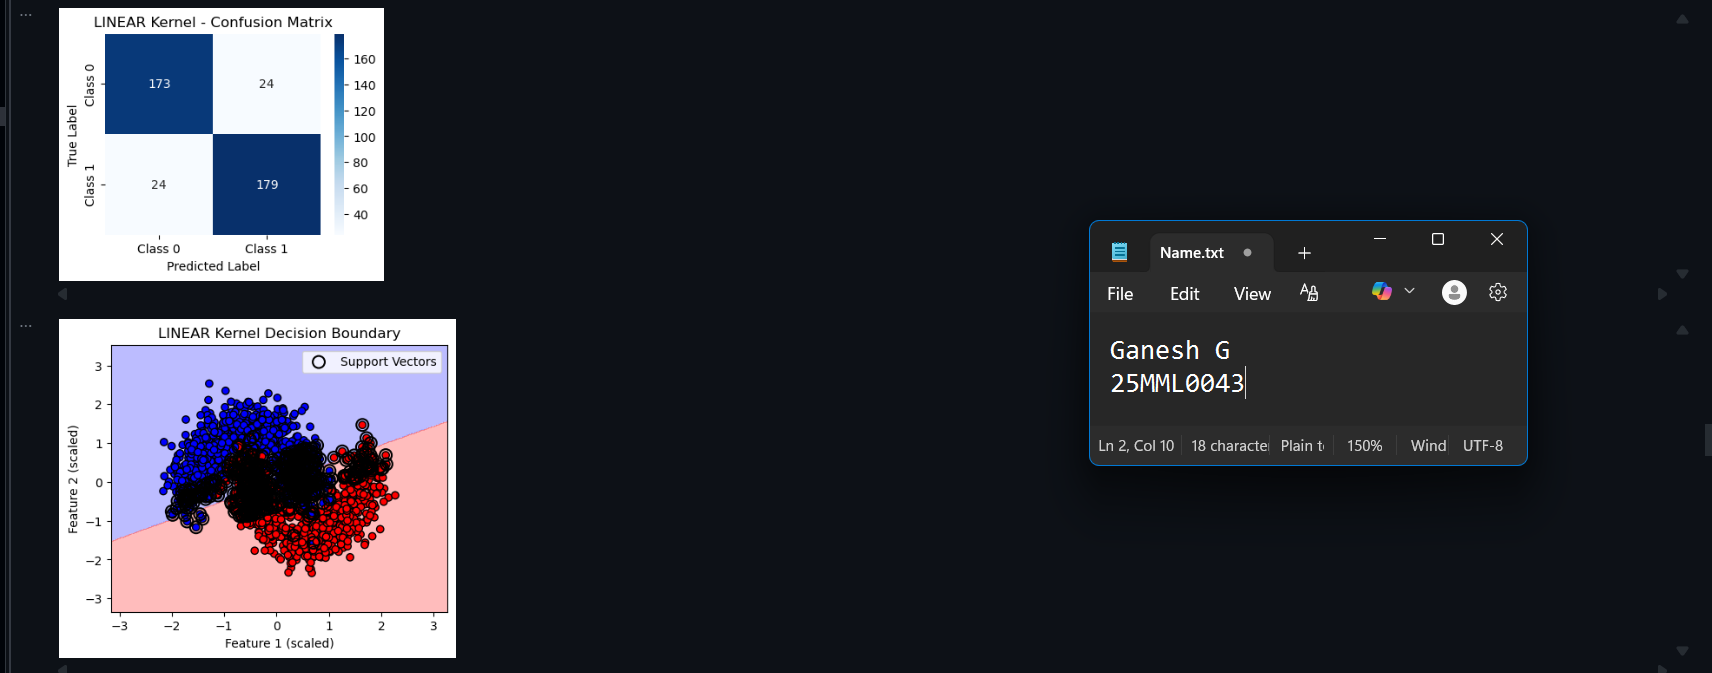 LINEAR Kernel - Confusion Matrix
True Label
Class 0
Class 1
173
24
24
179
160
140
120
100
80
60
40
Class 0
Class 1
Predicted Label
LINEAR Kernel Decision Boundary
Support Vectors
Feature 2 (scaled)
3
2
1
0
−1
−2
−3
−3
−2
−1
0
1
2
3
Feature 1 (scaled)
Name.txt
File
Edit
View
Ganesh G
25MML0043
Ln 2, Col 10
18 characte
Plain t
150%
Wind
UTF-8